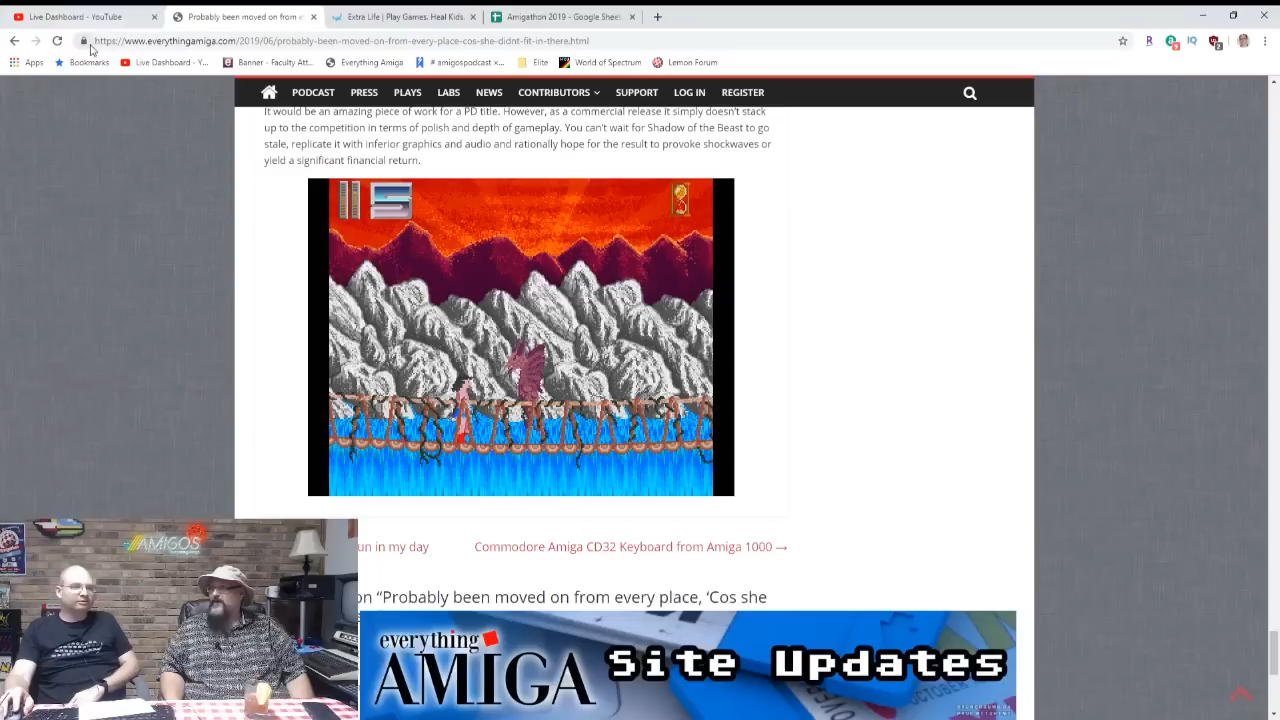 Live Dashboard - YouTube
Probably been moved on from e
Extra Life | Play Games. Heal Kids.
Amigathon 2019 - Google Sheet
https://www.everythingamiga.com/2019/06/probably-been-moved-on-from-every-place-cos-she-didnt-fit-in-there.html
Apps
Bookmarks
Live Dashboard - Y...
Banner - Faculty Att...
Everything Amiga
# amigospodcast ×...
Elite
World of Spectrum
Lemon Forum
PODCAST PRESS PLAYS LABS NEWS CONTRIBUTORS SUPPORT LOG IN REGISTER
It would be an amazing piece of work for a PD title. However, as a commercial release it simply doesn't stack
up to the competition in terms of polish and depth of gameplay. You can't wait for Shadow of the Beast to go
stale, replicate it with inferior graphics and audio and rationally hope for the result to provoke shockwaves or
yield a significant financial return.
un in my day
Commodore Amiga CD32 Keyboard from Amiga 1000 →
on “Probably been moved on from every place, ‘Cos she
AMIGOS
everything
AMIGA
Site Updates
OCTOBER